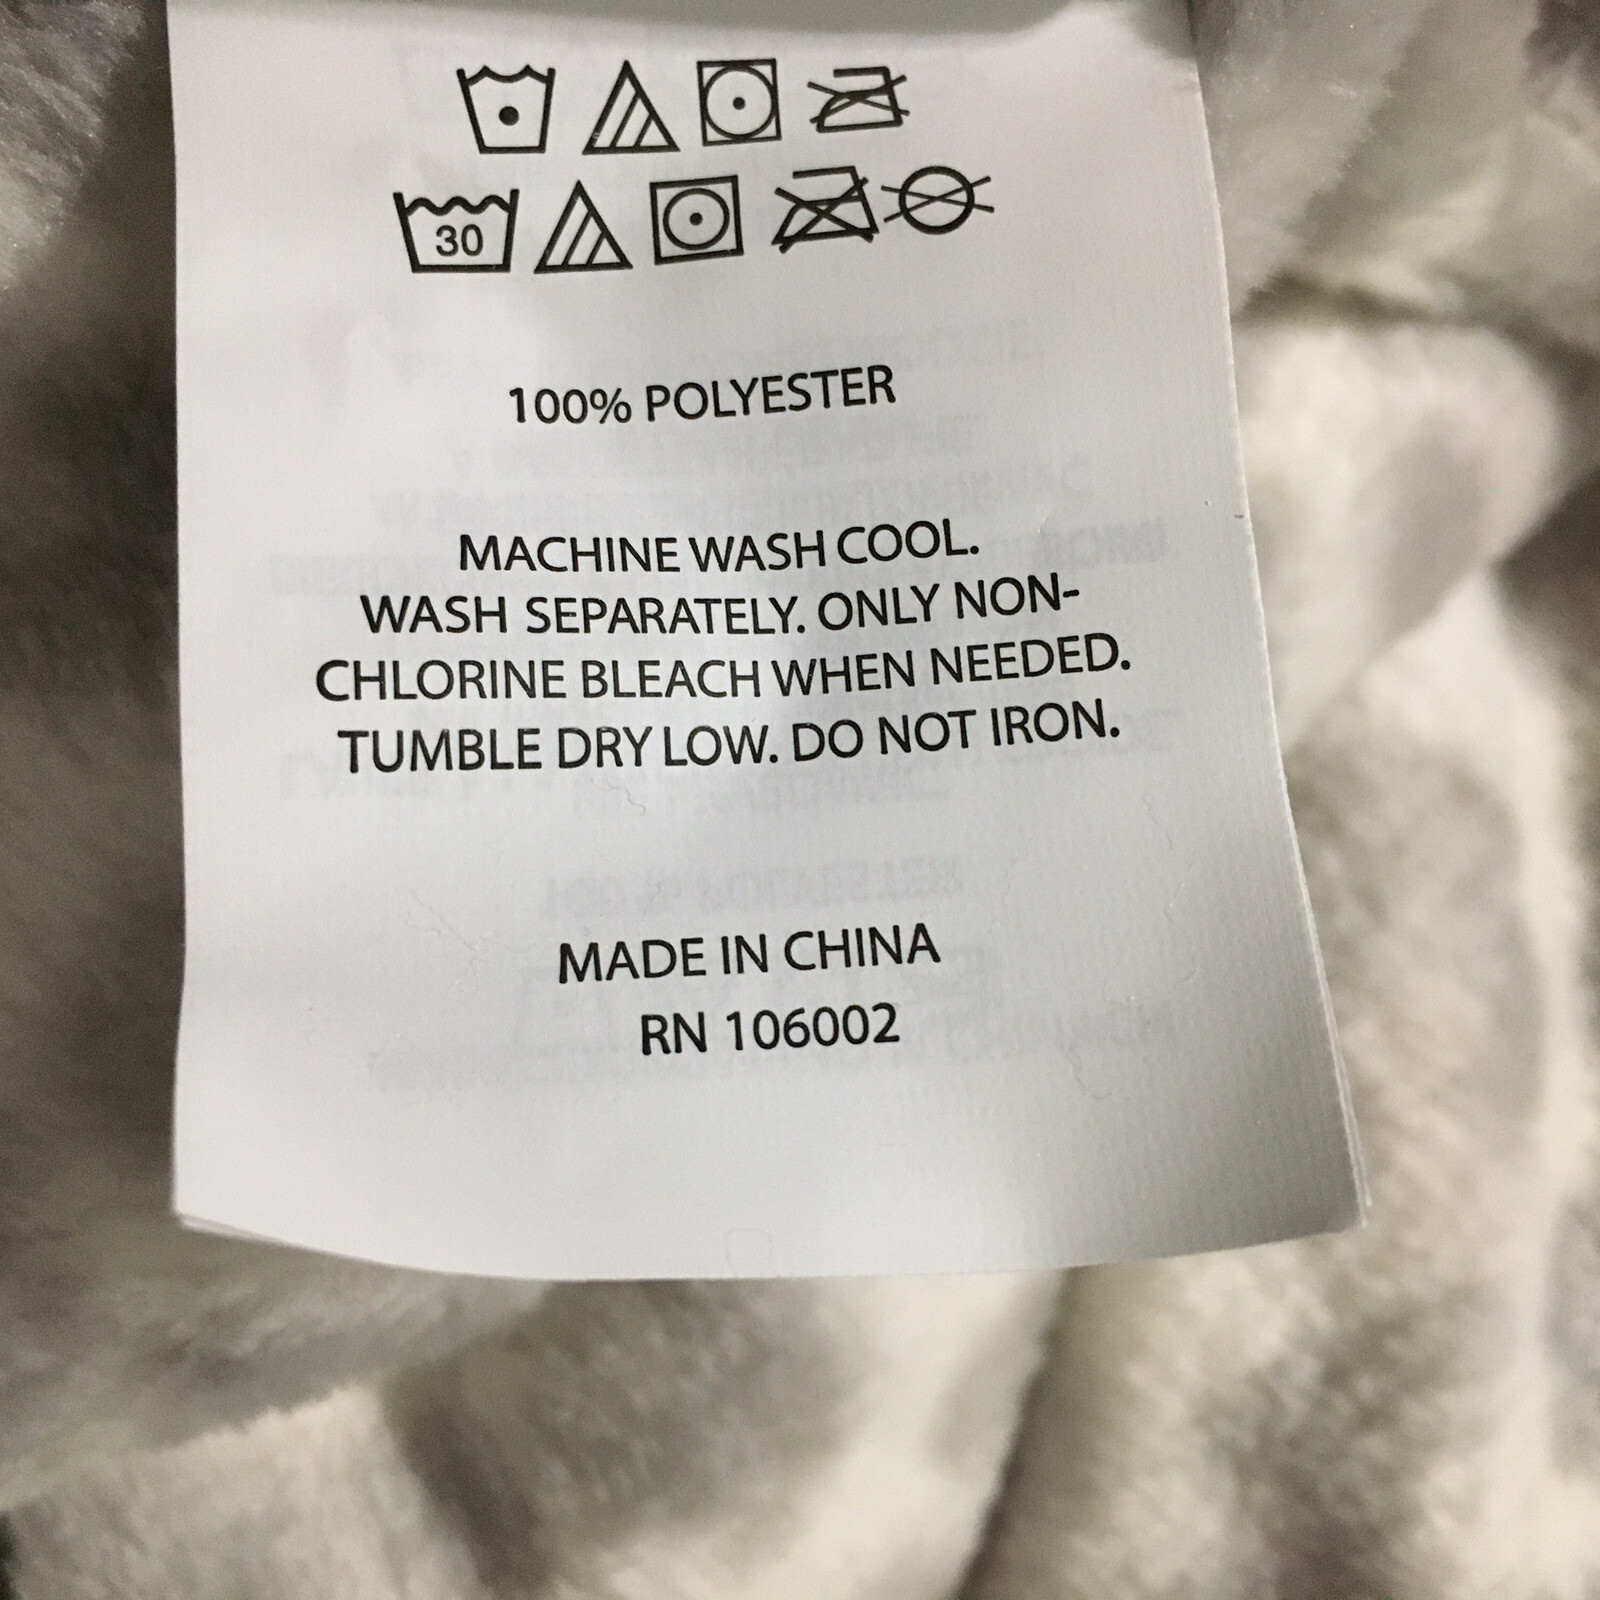 30
100% POLYESTER
MACHINE WASH COOL.
WASH SEPARATELY. ONLY NON-
CHLORINE BLEACH WHEN NEEDED.
TUMBLE DRY LOW. DO NOT IRON.
MADE IN CHINA
RN 106002